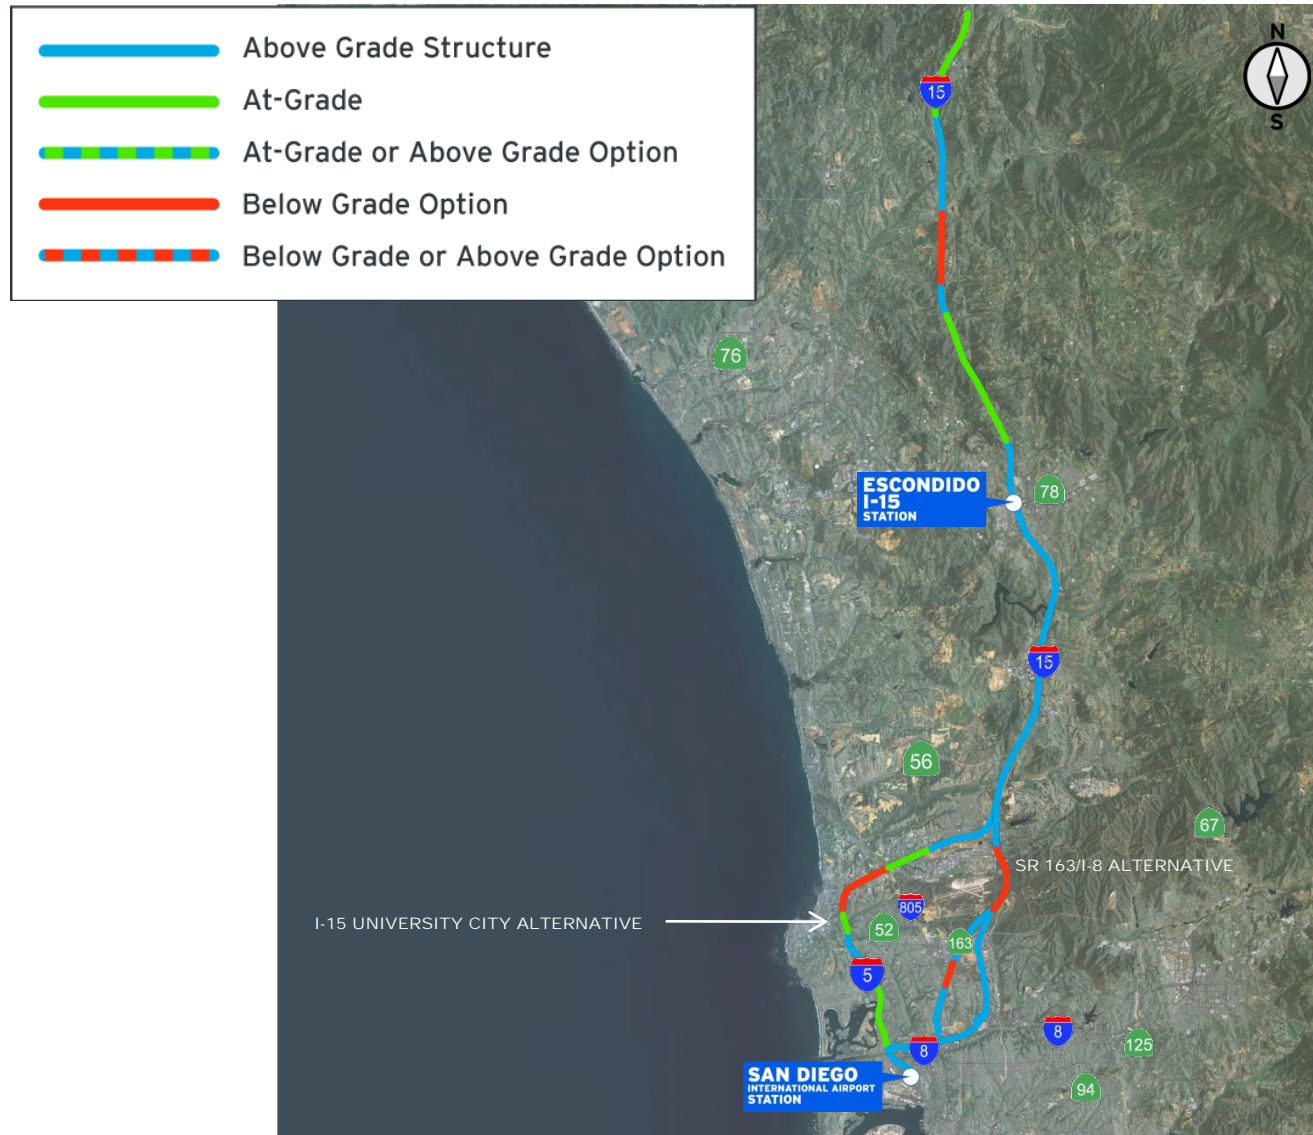 Above Grade Structure
At-Grade
At-Grade or Above Grade Option
Below Grade Option
Below Grade or Above Grade Option
N
S
15
76
ESCONDIDO
I-15
STATION
78
15
56
67
SR 163/I-8 ALTERNATIVE
805
I-15 UNIVERSITY CITY ALTERNATIVE
52
163
5
8
8
125
SAN DIEGO
INTERNATIONAL AIRPORT
STATION
94